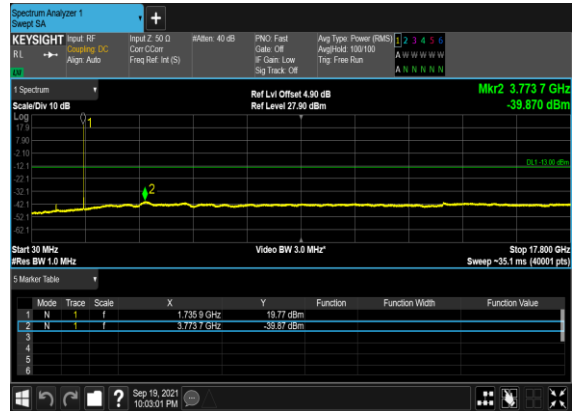 Spectrum Analyzer 1
Swept SA
+
KEYSIGHT Input: RF Input Z: 50 Ω #Atten: 40 dB PNO: Fast Avg Type: Power (RMS) 1 2 3 4 5 6
RL Coupling: DC Corr CCorr Gate: Off Avg|Hold: 100/100 A W W W W W
Align: Auto Freq Ref: Int (S) IF Gain: Low Trig: Free Run
Sig Track: Off A N N N N N
1 Spectrum Ref Lvl Offset 4.90 dB Mkr2 3.773 7 GHz
Scale/Div 10 dB Ref Level 27.90 dBm -39.870 dBm
Log
17.9
7.90
-2.10
-12.1
-22.1
-32.1
-42.1
-52.1
-62.1
1
2
DL1 -13.00 dBm
Start 30 MHz Video BW 3.0 MHz* Stop 17.800 GHz
#Res BW 1.0 MHz Sweep ~35.1 ms (40001 pts)
5 Marker Table
Mode Trace Scale X Y Function Function Width Function Value
1 N 1 f 1.735 9 GHz 19.77 dBm
2 N 1 f 3.773 7 GHz -39.87 dBm
3
4
5
6
? Sep 19, 2021
10:03:01 PM